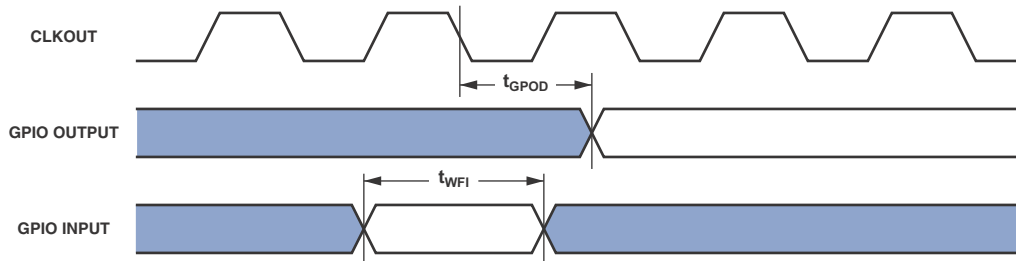 CLKOUT
tGPOD
GPIO OUTPUT
tWFI
GPIO INPUT